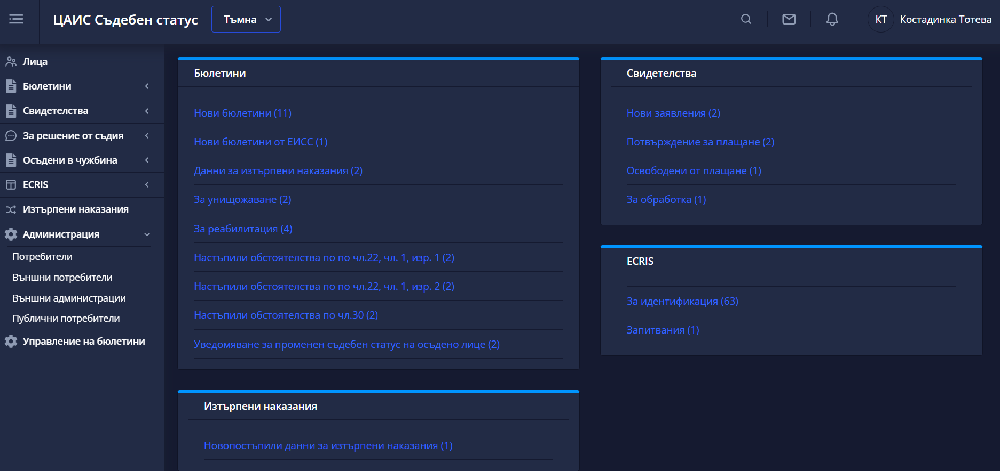 ЦАИС Съдебен статус
Тъмна
КТ
Костадинка Тотева
Лица
Бюлетини
Свидетелства
За решение от съдия
Осъдени в чужбина
ECRIS
Изтърпени наказания
Администрация
Потребители
Външни потребители
Външни администрации
Публични потребители
Управление на бюлетини
Бюлетини
Нови бюлетини (11)
Нови бюлетини от ЕИСС (1)
Данни за изтърпени наказания (2)
За унищожаване (2)
За реабилитация (4)
Настъпили обстоятелства по по чл.22, чл. 1, изр. 1 (2)
Настъпили обстоятелства по по чл.22, чл. 1, изр. 2 (2)
Настъпили обстоятелства по чл.30 (2)
Уведомяване за променен съдебен статус на осъдено лице (2)
Изтърпени наказания
Новопостъпили данни за изтърпени наказания (1)
Свидетелства
Нови заявления (2)
Потвърждение за плащане (2)
Освободени от плащане (1)
За обработка (1)
ECRIS
За идентификация (63)
Запитвания (1)